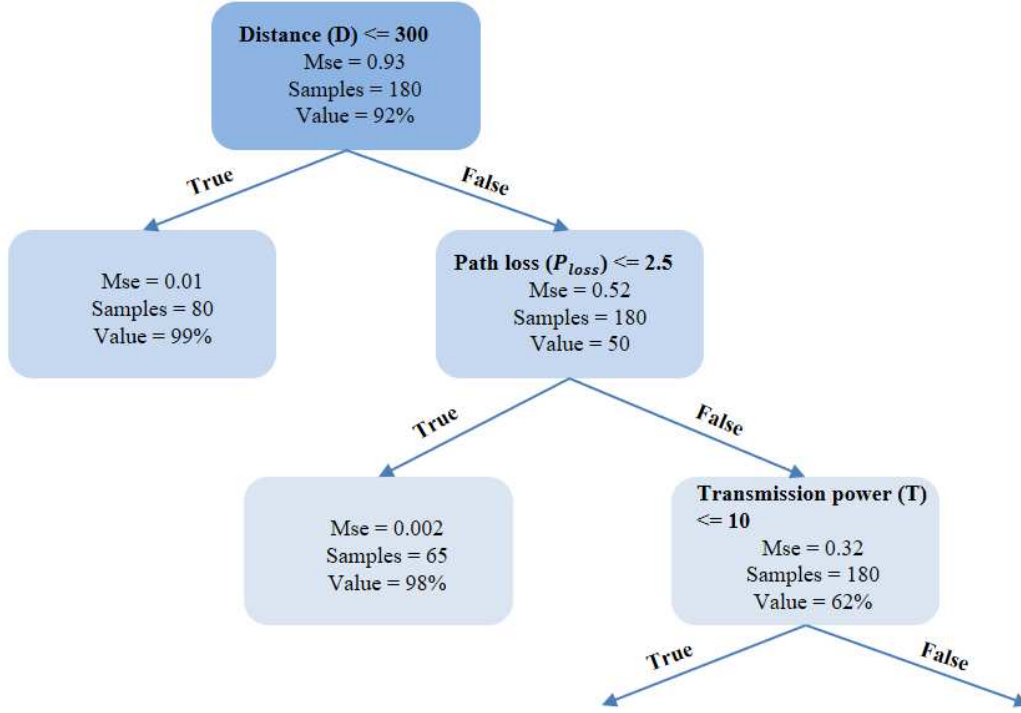 Distance (D) <= 300
Mse = 0.93
Samples = 180
Value = 92%
True
False
Mse = 0.01
Samples = 80
Value = 99%
Path loss (P_loss) <= 2.5
Mse = 0.52
Samples = 180
Value = 50
True
False
Mse = 0.002
Samples = 65
Value = 98%
Transmission power (T)
<= 10
Mse = 0.32
Samples = 180
Value = 62%
True
False